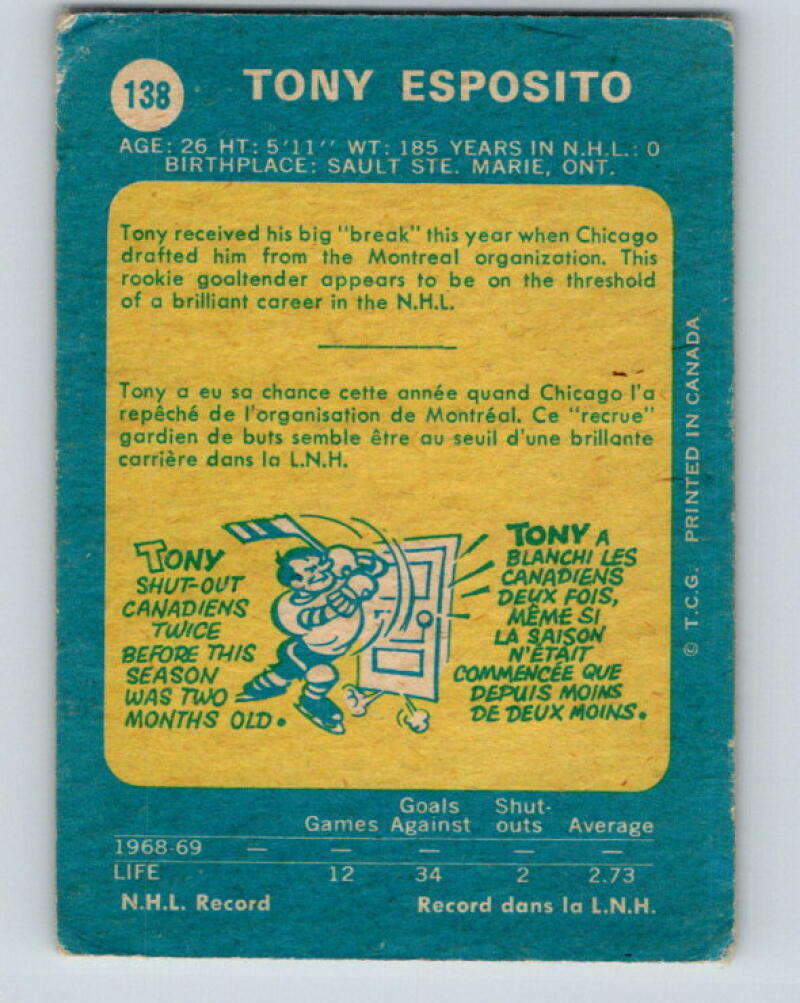 138
TONY ESPOSITO
AGE: 26 HT: 5'11'' WT: 185 YEARS IN N.H.L.: 0
BIRTHPLACE: SAULT STE. MARIE, ONT.
Tony received his big "break" this year when Chicago
drafted him from the Montreal organization. This
rookie goaltender appears to be on the threshold
of a brilliant career in the N.H.L.
Tony a eu sa chance cette année quand Chicago l'a
repêché de l'organisation de Montréal. Ce "recrue"
gardien de buts semble être au seuil d'une brillante
carrière dans la L.N.H.
TONY
SHUT-OUT
CANADIENS
TWICE
BEFORE THIS
SEASON
WAS TWO
MONTHS OLD.
TONY A
BLANCHI LES
CANADIENS
DEUX FOIS,
MÊME SI
LA SAISON
N'ÉTAIT
COMMENCÉE QUE
DEPUIS MOINS
DE DEUX MOINS.
© T.C.G. PRINTED IN CANADA
Goals Shut-
Games Against outs Average
1968-69 — — — —
LIFE 12 34 2 2.73
N.H.L. Record Record dans la L.N.H.